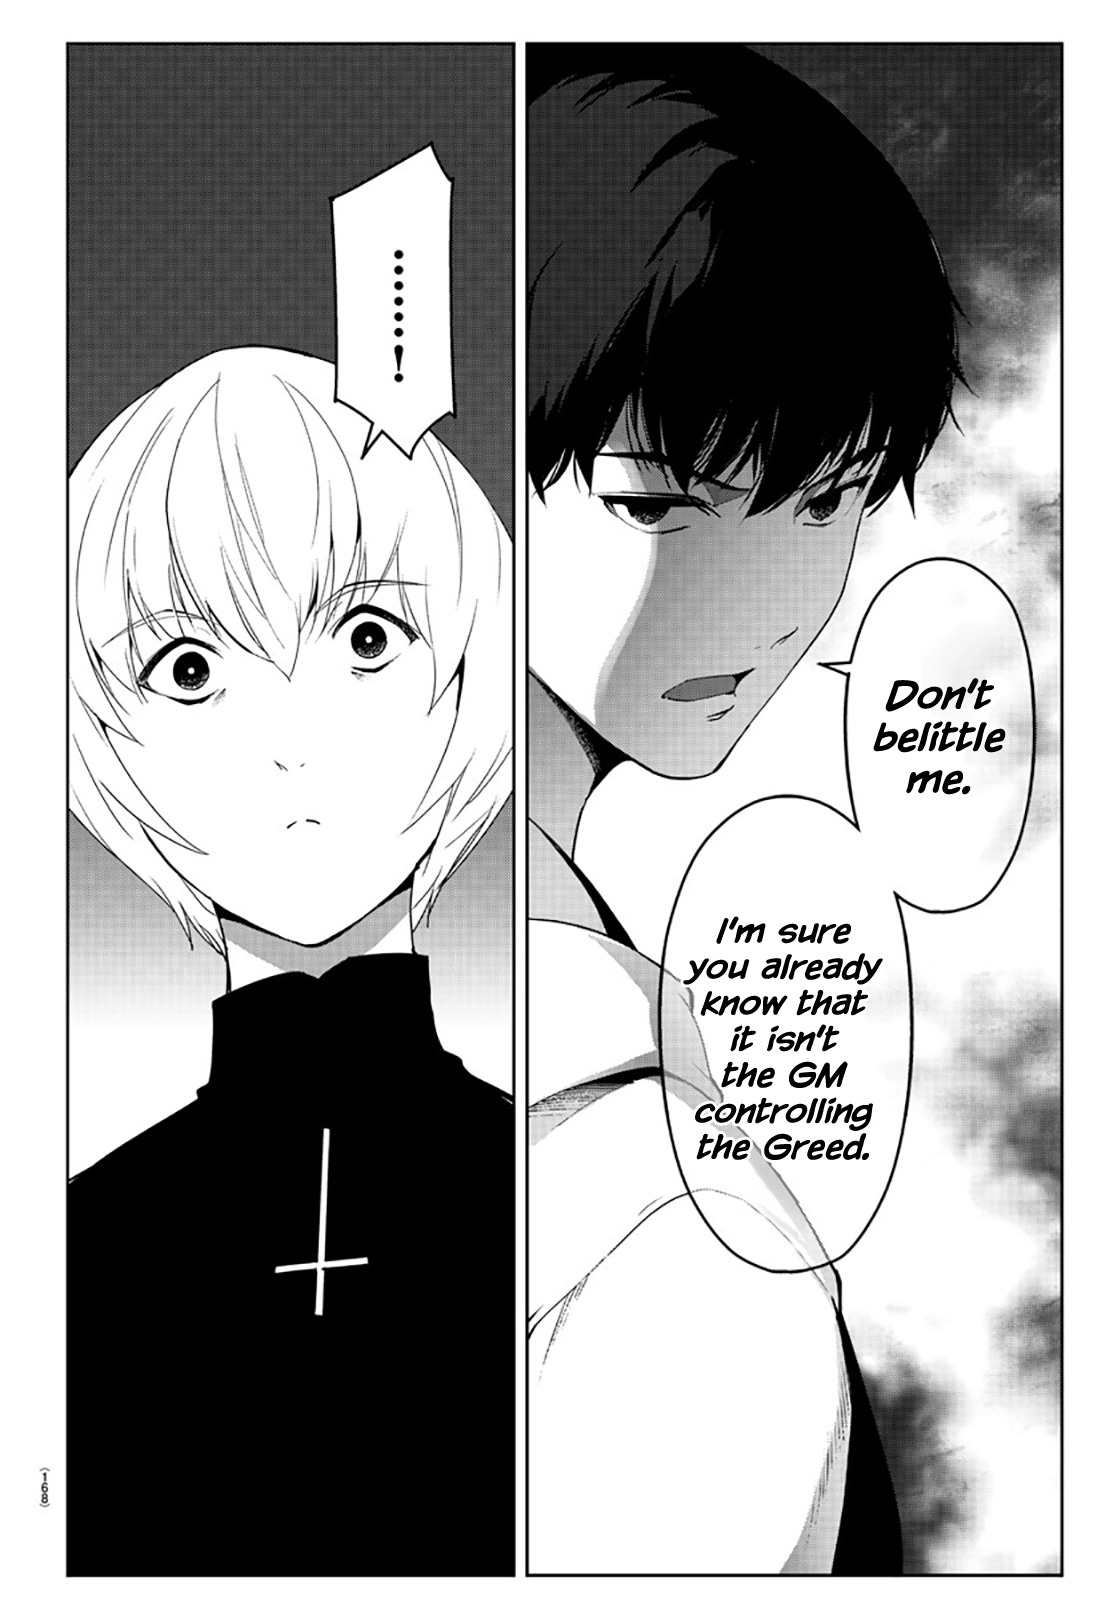 Don't
belittle
me.
I'm sure
you already
know that
it isn't
the GM
controlling
the Greed.
………!
(168)